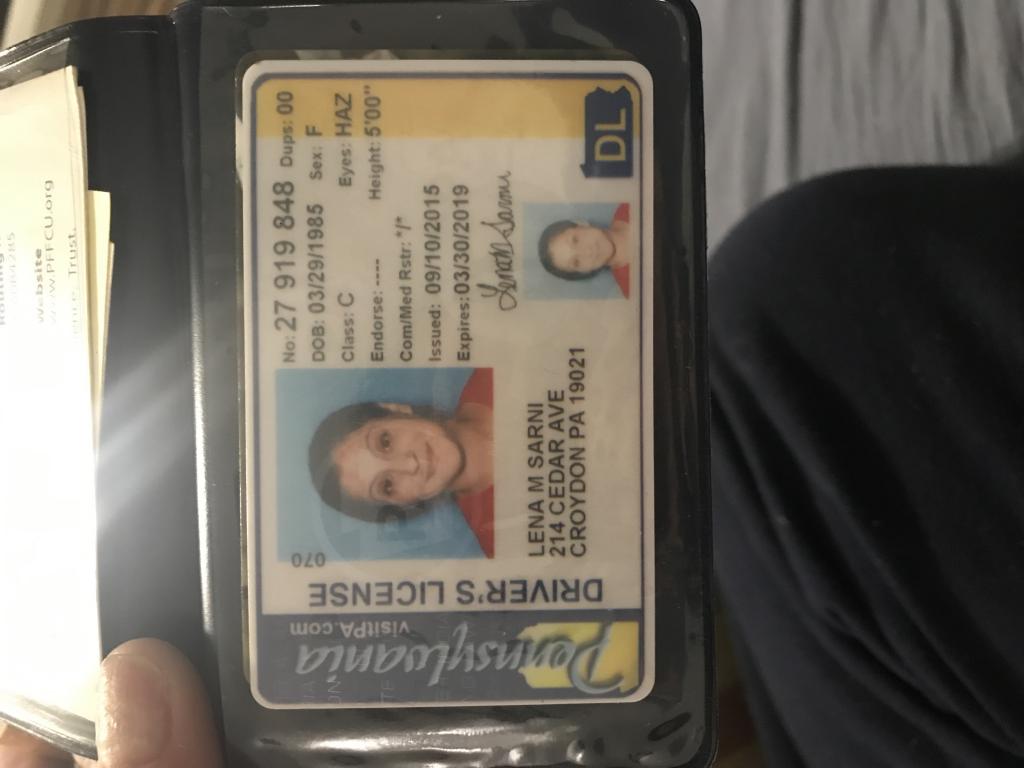 Pennsylvania
visitPA.com
DRIVER'S LICENSE
070
No: 27 919 848 Dups: 00
DOB: 03/29/1985 Sex: F
Class: C Eyes: HAZ
Endorse: ---- Height: 5'00"
Com/Med Rstr: */*
Issued: 09/10/2015
Expires: 03/30/2019
Lena M Sarni
LENA M SARNI
214 CEDAR AVE
CROYDON PA 19021
DL
Website
www.PFFCU.org
Trust.